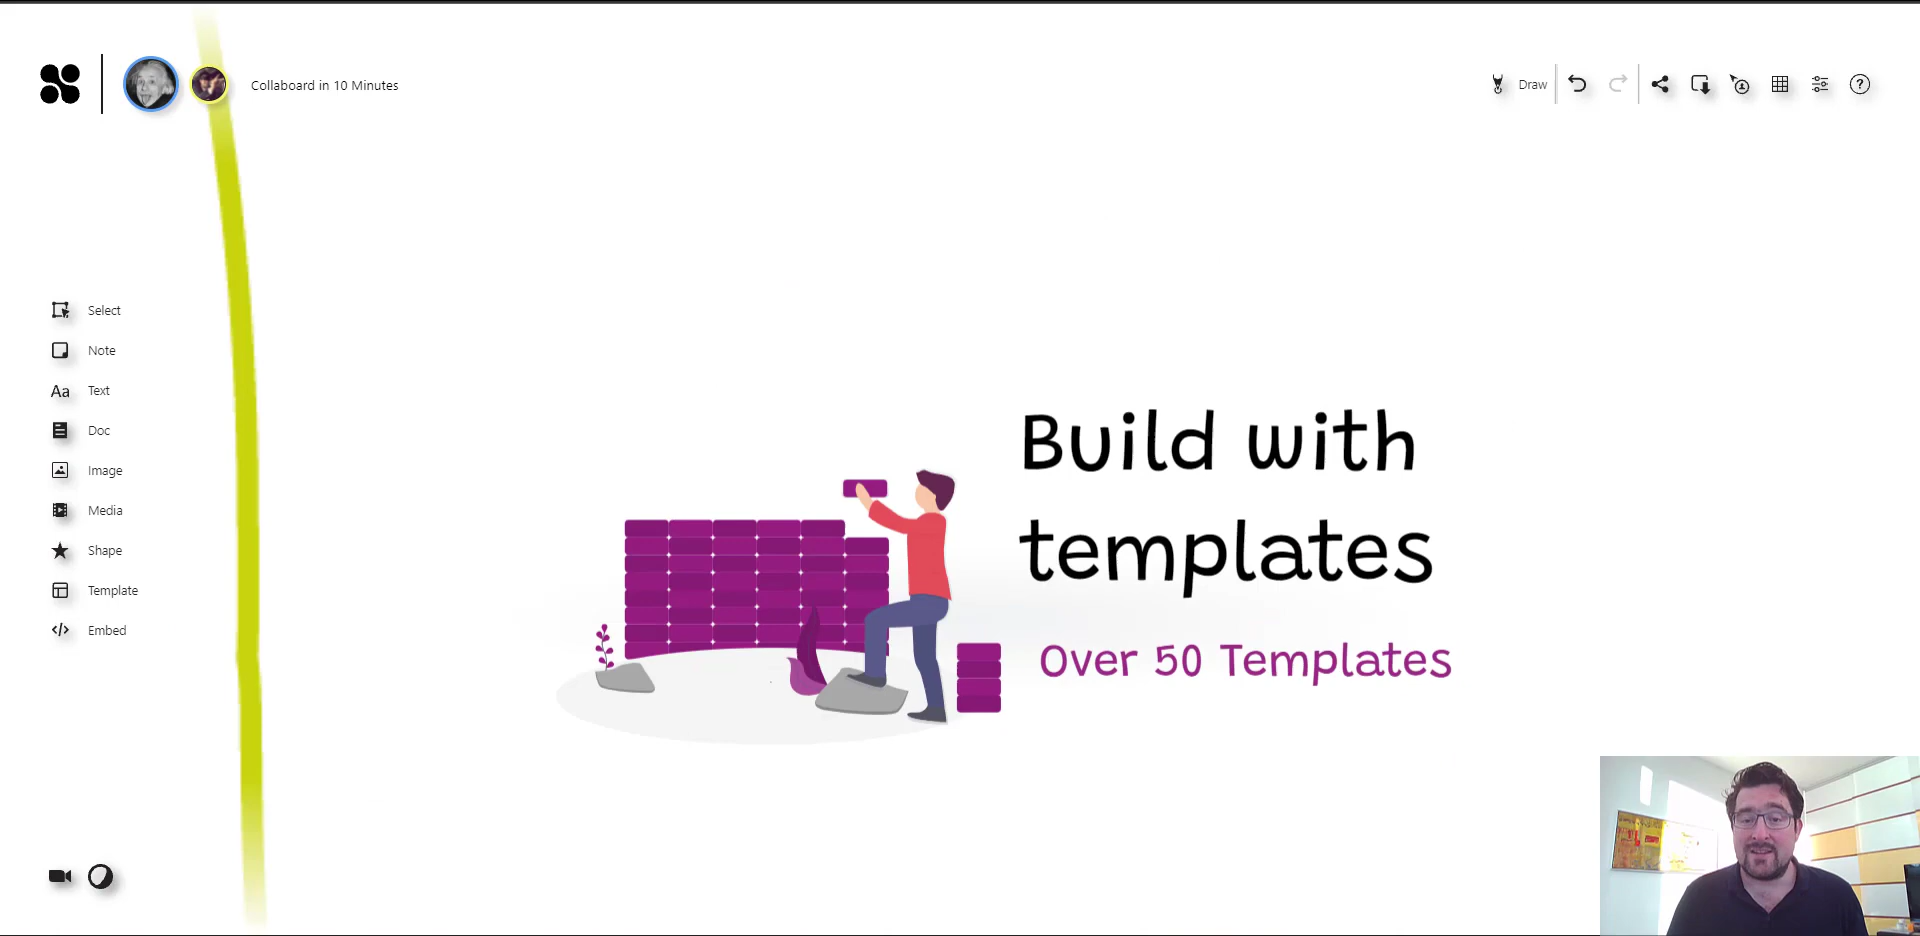 Collaboard in 10 Minutes
Draw
Select
Note
Aa Text
Doc
Image
Media
Shape
Template
Embed
Build with
templates
Over 50 Templates